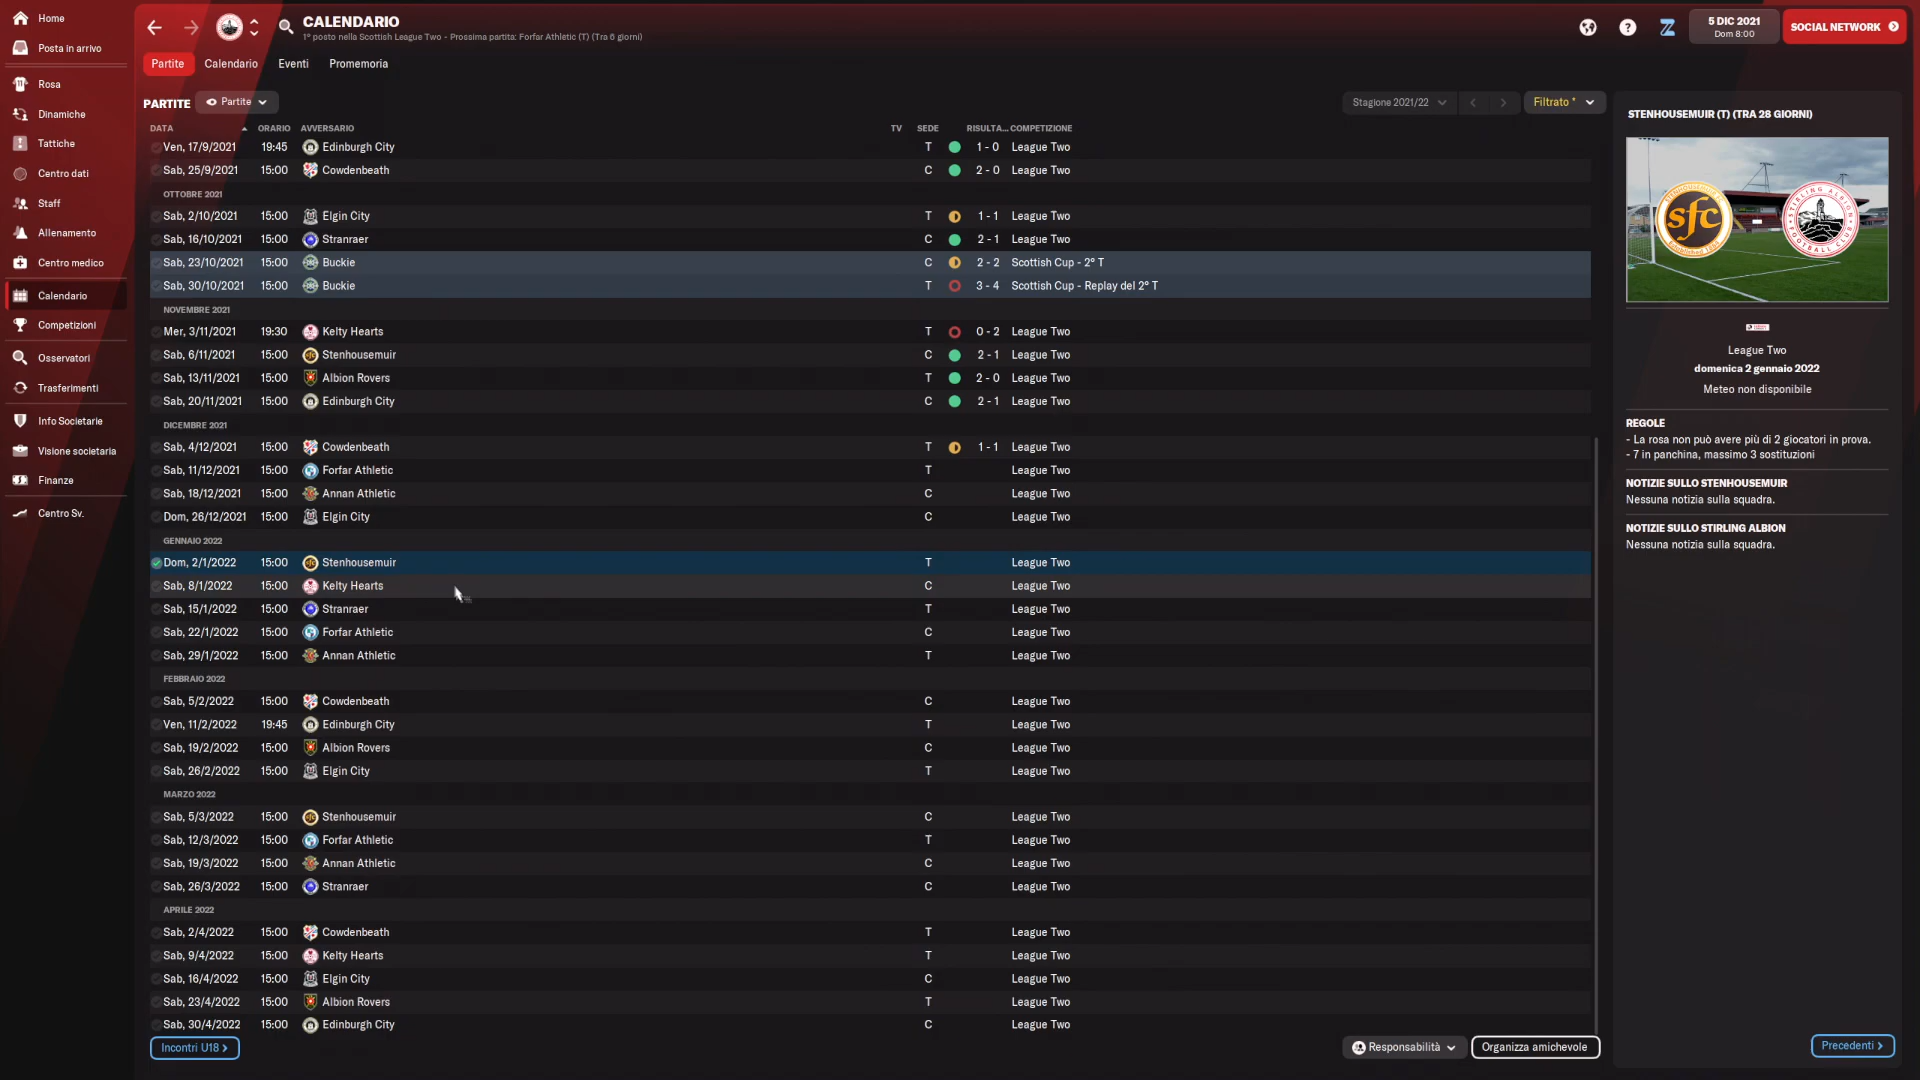 Home
Posta in arrivo
Rosa
Dinamiche
Tattiche
Centro dati
Staff
Allenamento
Centro medico
Calendario
Competizioni
Osservatori
Trasferimenti
Info Societarie
Visione societaria
Finanze
Centro Sv.
CALENDARIO
1° posto nella Scottish League Two - Prossima partita: Forfar Athletic (T) (Tra 6 giorni)
5 DIC 2021
Dom 8:00
SOCIAL NETWORK
Partite Calendario Eventi Promemoria
PARTITE Partite Stagione 2021/22 Filtrato *
DATA ORARIO AVVERSARIO TV SEDE RISULTA... COMPETIZIONE
Ven, 17/9/2021 19:45 Edinburgh City T 1 - 0 League Two
Sab, 25/9/2021 15:00 Cowdenbeath C 2 - 0 League Two
OTTOBRE 2021
Sab, 2/10/2021 15:00 Elgin City T 1 - 1 League Two
Sab, 16/10/2021 15:00 Stranraer C 2 - 1 League Two
Sab, 23/10/2021 15:00 Buckie C 2 - 2 Scottish Cup - 2° T
Sab, 30/10/2021 15:00 Buckie T 3 - 4 Scottish Cup - Replay del 2° T
NOVEMBRE 2021
Mer, 3/11/2021 19:30 Kelty Hearts T 0 - 2 League Two
Sab, 6/11/2021 15:00 Stenhousemuir C 2 - 1 League Two
Sab, 13/11/2021 15:00 Albion Rovers T 2 - 0 League Two
Sab, 20/11/2021 15:00 Edinburgh City C 2 - 1 League Two
DICEMBRE 2021
Sab, 4/12/2021 15:00 Cowdenbeath T 1 - 1 League Two
Sab, 11/12/2021 15:00 Forfar Athletic T League Two
Sab, 18/12/2021 15:00 Annan Athletic C League Two
Dom, 26/12/2021 15:00 Elgin City C League Two
GENNAIO 2022
Dom, 2/1/2022 15:00 Stenhousemuir T League Two
Sab, 8/1/2022 15:00 Kelty Hearts C League Two
Sab, 15/1/2022 15:00 Stranraer T League Two
Sab, 22/1/2022 15:00 Forfar Athletic C League Two
Sab, 29/1/2022 15:00 Annan Athletic T League Two
FEBBRAIO 2022
Sab, 5/2/2022 15:00 Cowdenbeath C League Two
Ven, 11/2/2022 19:45 Edinburgh City T League Two
Sab, 19/2/2022 15:00 Albion Rovers C League Two
Sab, 26/2/2022 15:00 Elgin City T League Two
MARZO 2022
Sab, 5/3/2022 15:00 Stenhousemuir C League Two
Sab, 12/3/2022 15:00 Forfar Athletic T League Two
Sab, 19/3/2022 15:00 Annan Athletic C League Two
Sab, 26/3/2022 15:00 Stranraer C League Two
APRILE 2022
Sab, 2/4/2022 15:00 Cowdenbeath T League Two
Sab, 9/4/2022 15:00 Kelty Hearts T League Two
Sab, 16/4/2022 15:00 Elgin City C League Two
Sab, 23/4/2022 15:00 Albion Rovers T League Two
Sab, 30/4/2022 15:00 Edinburgh City C League Two
Incontri U18
Responsabilità
Organizza amichevole
STENHOUSEMUIR (T) (TRA 28 GIORNI)
STENHOUSEMUIR
sfc
STIRLING ALBION
FOOTBALL CLUB
League Two
domenica 2 gennaio 2022
Meteo non disponibile
REGOLE
- La rosa non può avere più di 2 giocatori in prova.
- 7 in panchina, massimo 3 sostituzioni
NOTIZIE SULLO STENHOUSEMUIR
Nessuna notizia sulla squadra.
NOTIZIE SULLO STIRLING ALBION
Nessuna notizia sulla squadra.
Precedenti